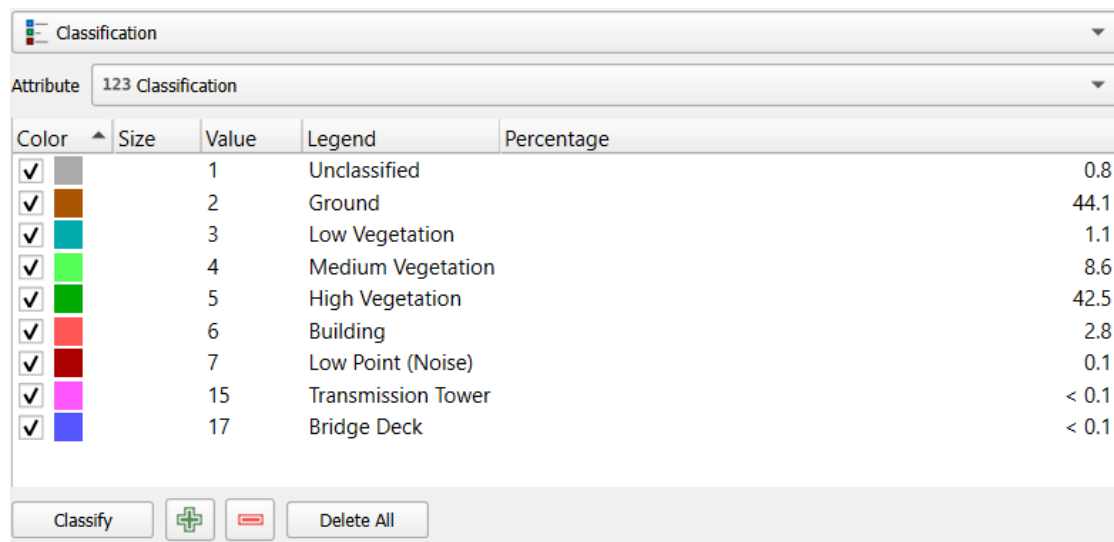 Classification
Attribute 123 Classification
Color Size Value Legend Percentage
1 Unclassified 0.8
2 Ground 44.1
3 Low Vegetation 1.1
4 Medium Vegetation 8.6
5 High Vegetation 42.5
6 Building 2.8
7 Low Point (Noise) 0.1
15 Transmission Tower < 0.1
17 Bridge Deck < 0.1
Classify Delete All